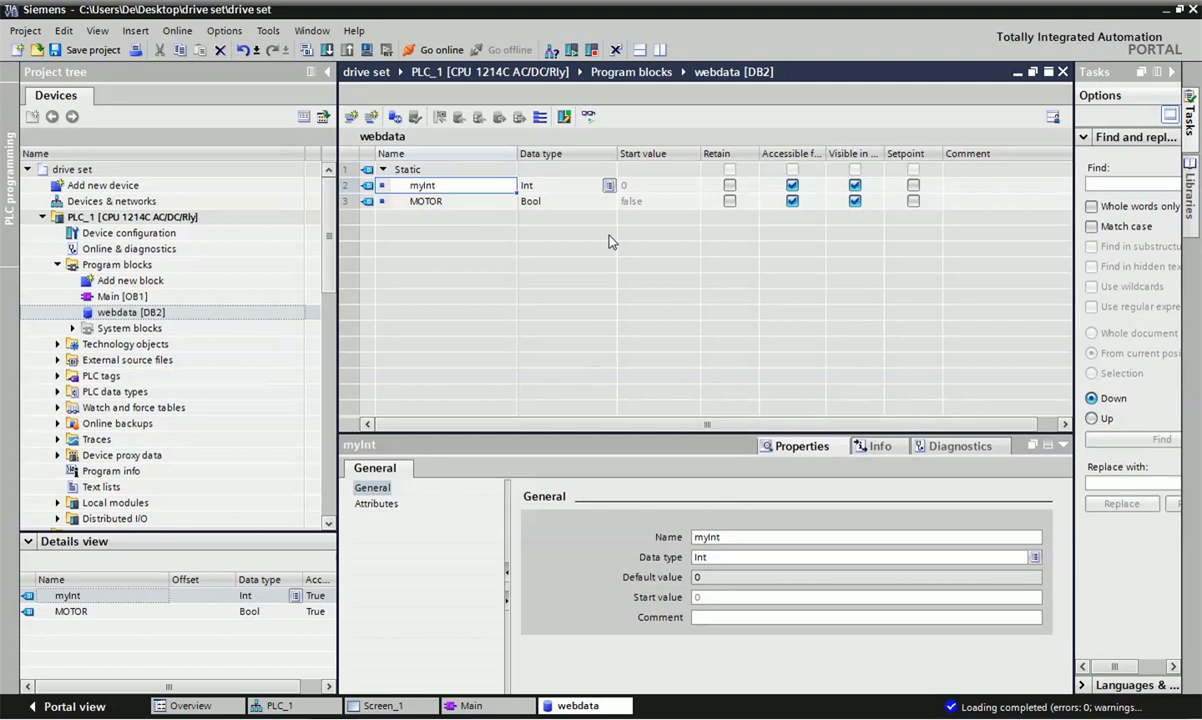 Siemens - C:\Users\De\Desktop\drive set\drive set
Project Edit View Insert Online Options Tools Window Help
Totally Integrated Automation
PORTAL
Save project Go online Go offline
Project tree
drive set PLC_1 [CPU 1214C AC/DC/Rly] Program blocks webdata [DB2]
Tasks
Devices
Options
PLC programming
Tasks
Libraries
webdata
Find and repl...
Name
Name Data type Start value Retain Accessible f... Visible in ... Setpoint Comment
drive set
1 Static
Find:
Add new device
2 myInt Int 0
Devices & networks
3 MOTOR Bool false
Whole words only
PLC_1 [CPU 1214C AC/DC/Rly]
Match case
Device configuration
Find in substructu
Online & diagnostics
Find in hidden tex
Program blocks
Use wildcards
Add new block
Use regular expre
Main [OB1]
webdata [DB2]
Whole document
System blocks
From current posi
Technology objects
Selection
External source files
Down
PLC tags
Up
PLC data types
Find
Watch and force tables
Replace with:
Online backups
Replace R
Traces
Device proxy data
Program info
Text lists
Local modules
Distributed I/O
myInt
Properties Info Diagnostics
General
General
Attributes
General
Name myInt
Data type Int
Default value 0
Start value 0
Comment
Details view
Name Offset Data type Acc...
myInt Int True
MOTOR Bool True
Languages & ...
Portal view Overview PLC_1 Screen_1 Main webdata
Loading completed (errors: 0; warnings...